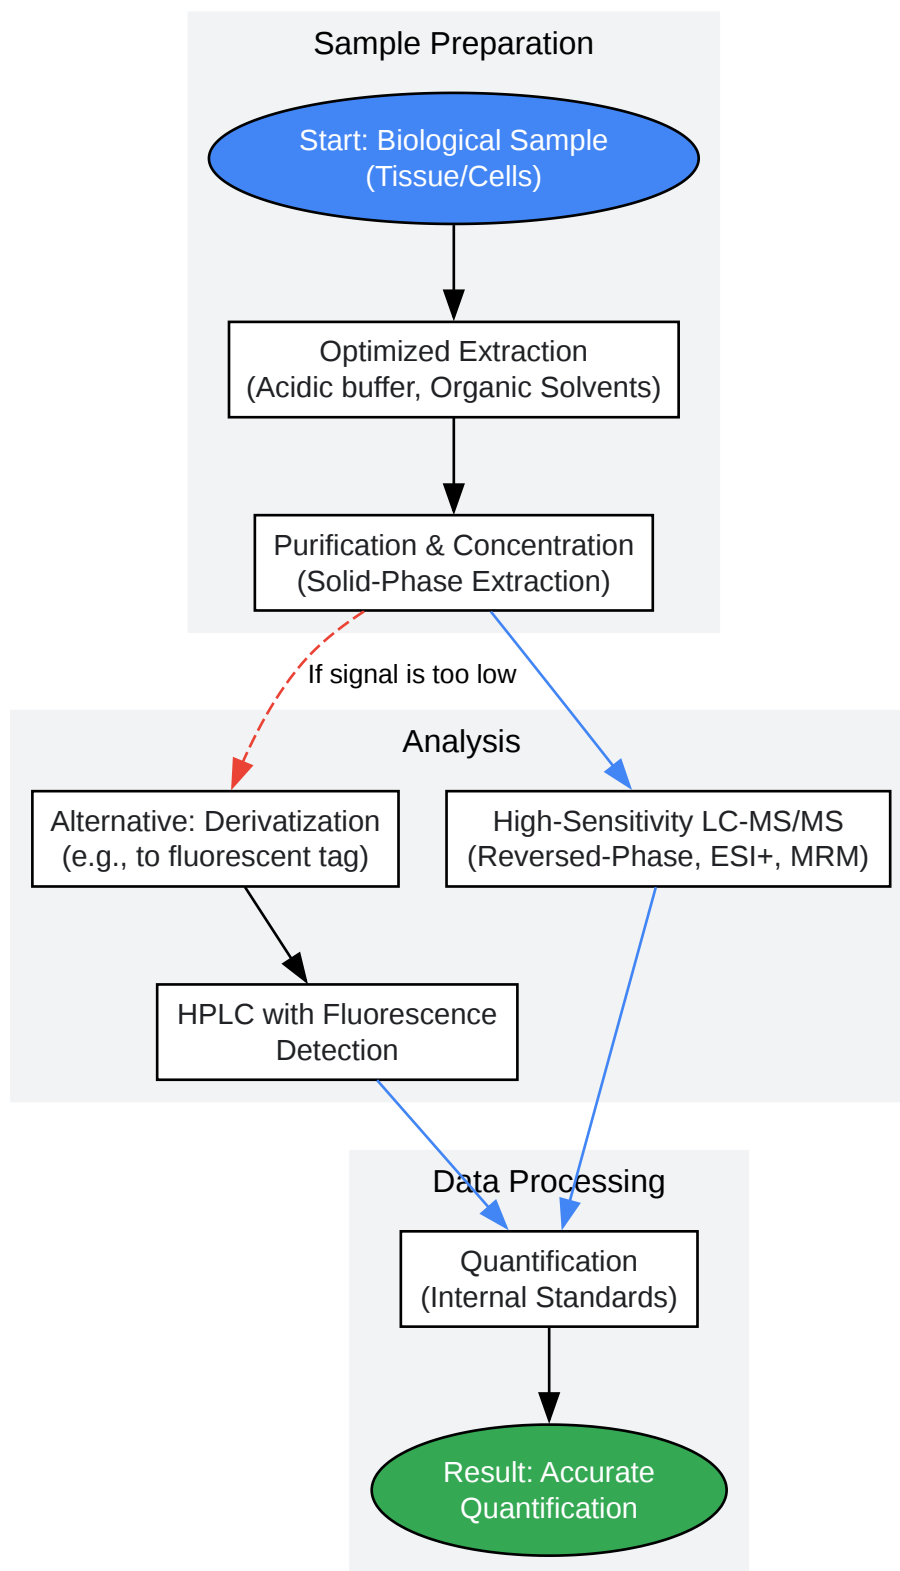 Sample Preparation
Start: Biological Sample
(Tissue/Cells)
Optimized Extraction
(Acidic buffer, Organic Solvents)
Purification & Concentration
(Solid-Phase Extraction)
If signal is too low
Analysis
Alternative: Derivatization
(e.g., to fluorescent tag)
High-Sensitivity LC-MS/MS
(Reversed-Phase, ESI+, MRM)
HPLC with Fluorescence
Detection
Data Processing
Quantification
(Internal Standards)
Result: Accurate
Quantification